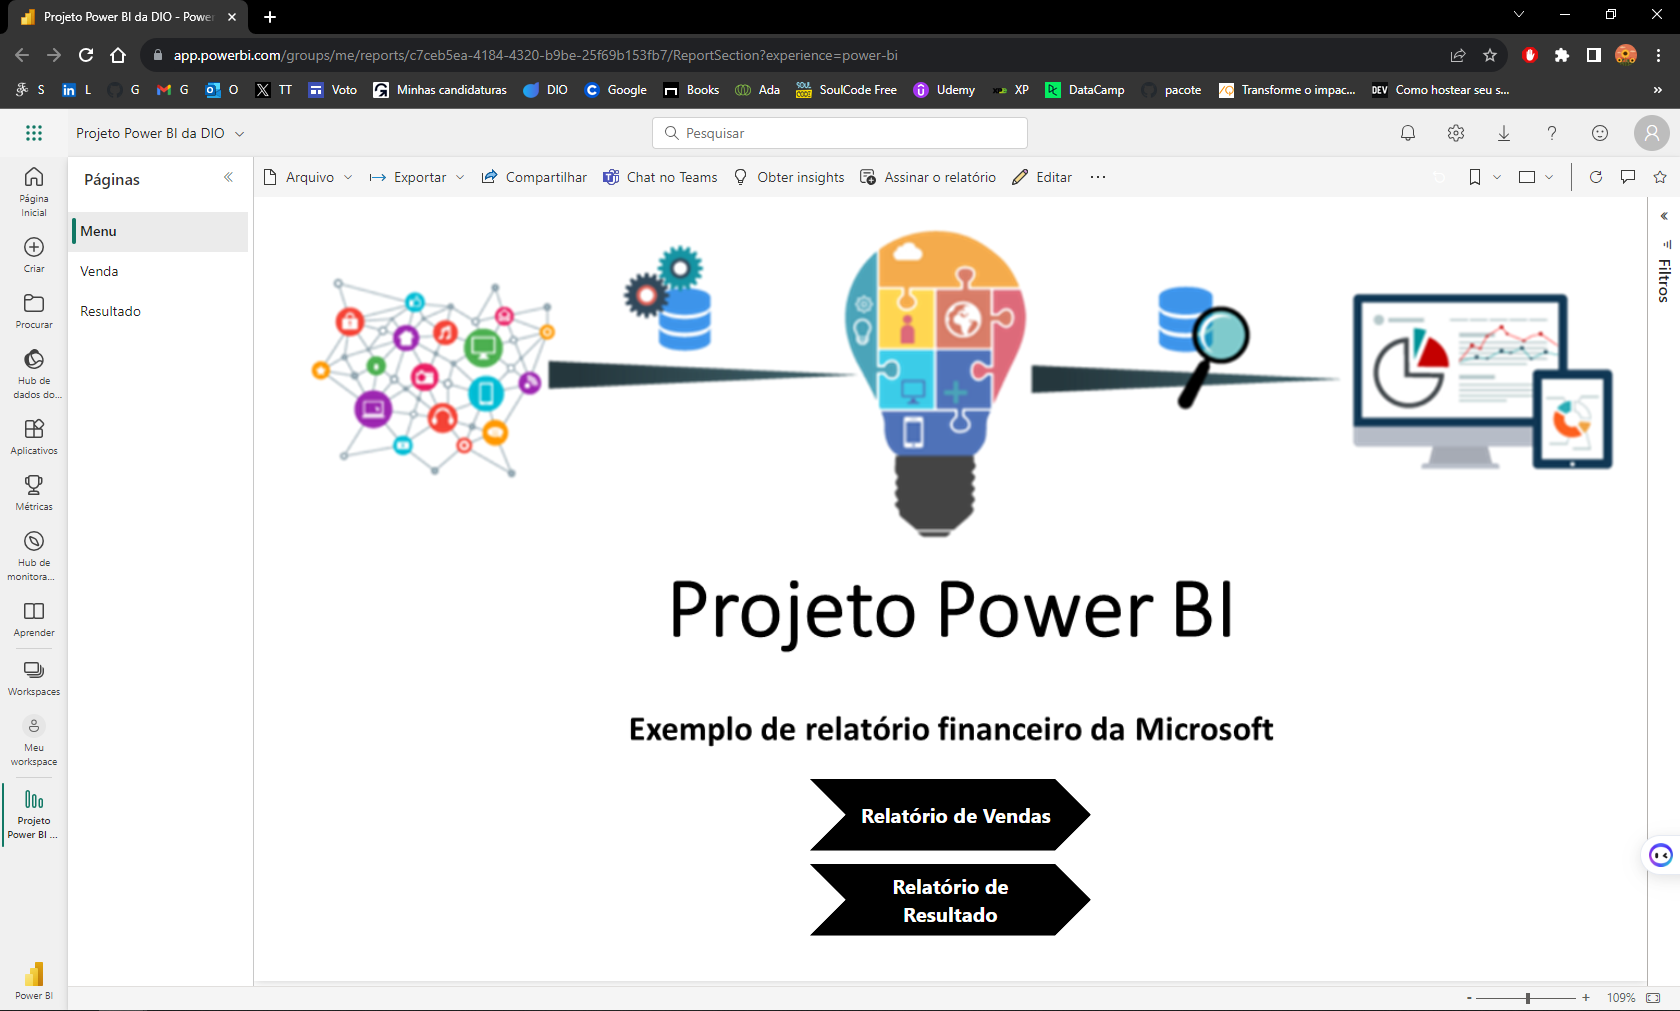 Projeto Power BI da DIO - Power
app.powerbi.com/groups/me/reports/c7ceb5ea-4184-4320-b9be-25f69b153fb7/ReportSection?experience=power-bi
S L G G O TT Voto Minhas candidaturas DIO Google Books Ada SoulCode Free Udemy XP DataCamp pacote Transforme o impac... Como hostear seu s...
Projeto Power BI da DIO
Pesquisar
Página
Inicial
Criar
Procurar
Hub de
dados do...
Aplicativos
Métricas
Hub de
monitora...
Aprender
Workspaces
Meu
workspace
Projeto
Power BI ...
Power BI
Páginas
Menu
Venda
Resultado
Arquivo Exportar Compartilhar Chat no Teams Obter insights Assinar o relatório Editar ...
Filtros
Projeto Power BI
Exemplo de relatório financeiro da Microsoft
Relatório de Vendas
Relatório de
Resultado
- + 109%